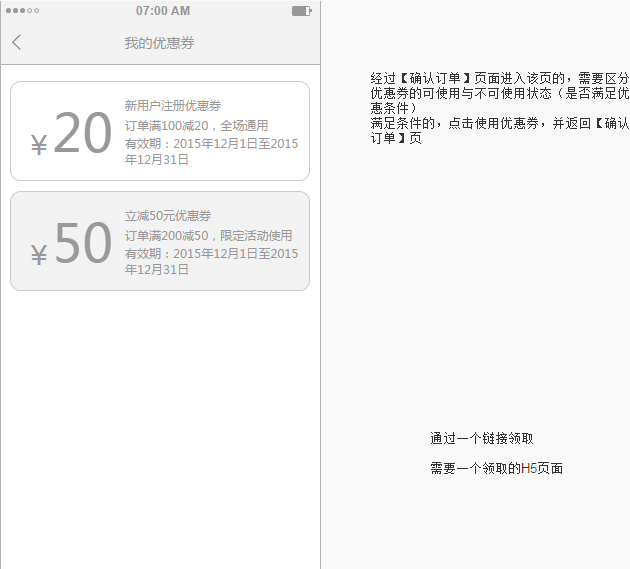 07:00 AM
我的优惠券
¥20
新用户注册优惠券
订单满100减20，全场通用
有效期：2015年12月1日至2015
年12月31日
¥50
立减50元优惠券
订单满200减50，限定活动使用
有效期：2015年12月1日至2015
年12月31日
经过【确认订单】页面进入该页的，需要区分
优惠券的可使用与不可使用状态（是否满足优
惠条件）
满足条件的，点击使用优惠券，并返回【确认
订单】页
通过一个链接领取
需要一个领取的H5页面